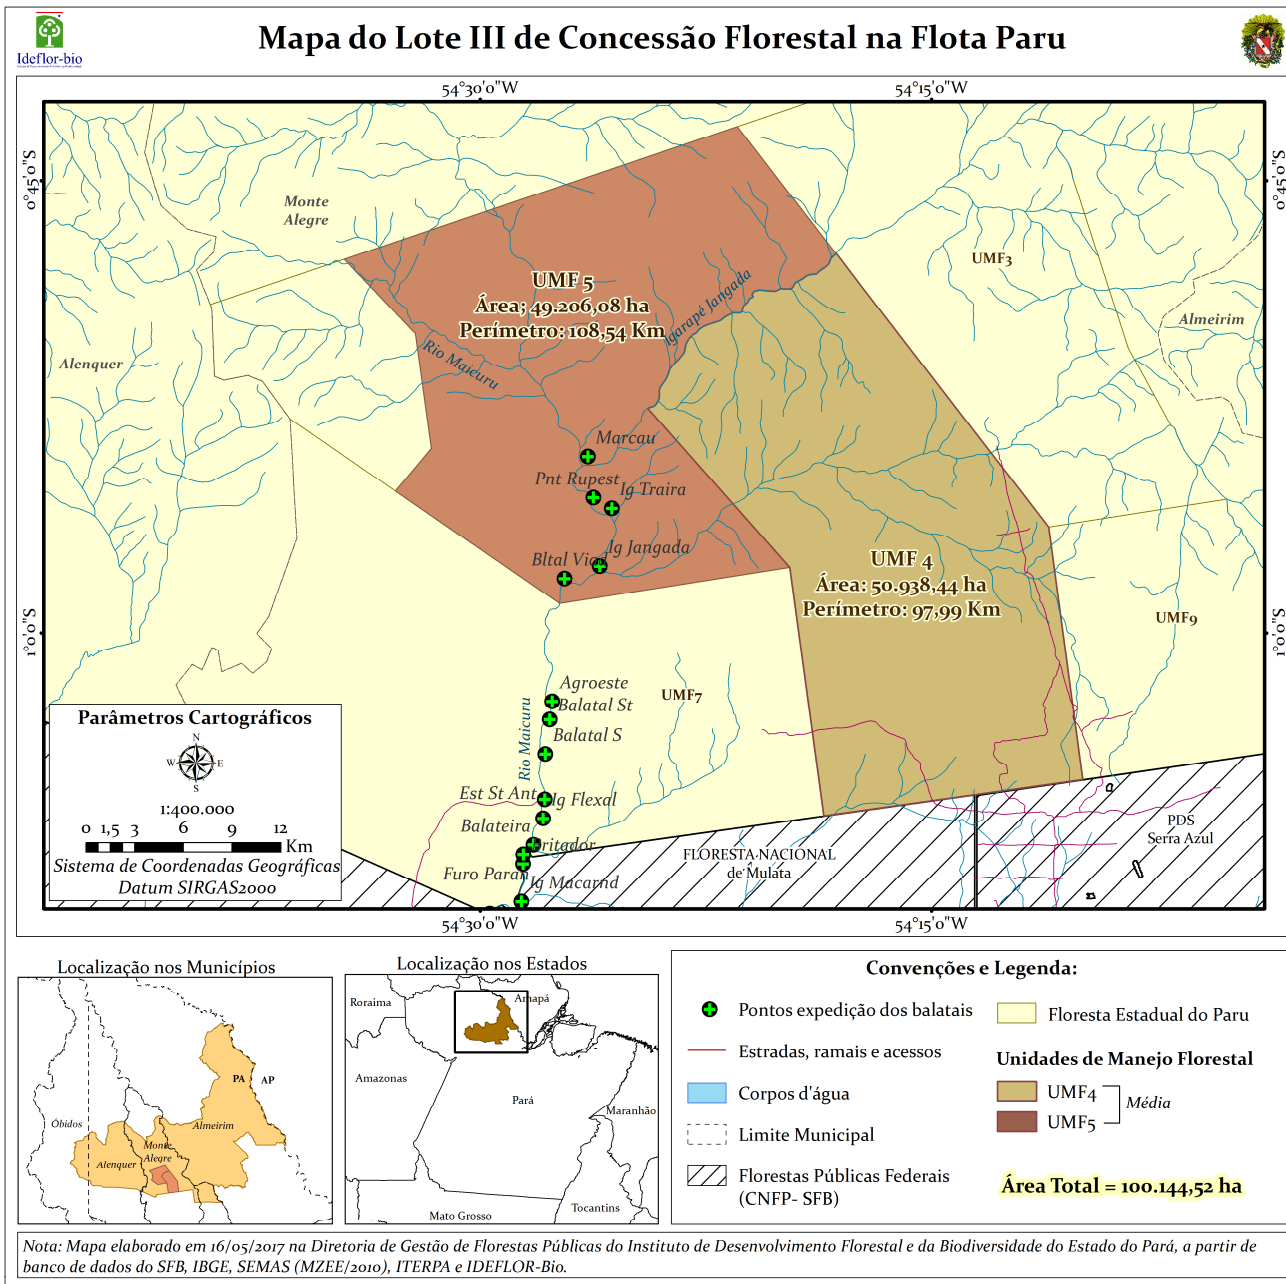 Ideflor-bio
Mapa do Lote III de Concessão Florestal na Flota Paru
54°30'0"W
54°15'0"W
0°45'0"S
0°45'0"S
Monte
Alegre
UMF 5
Área; 49.206,08 ha
Perímetro: 108,54 Km
Igarapé Jangada
UMF3
Almeirim
Alenquer
Rio Maicuru
Marcau
Pnt Rupest
Ig Traira
Ig Jangada
Bltal Viad
UMF 4
Área: 50.938,44 ha
Perímetro: 97,99 Km
1°0'0"S
1°0'0"S
UMF9
Agroeste
UMF7
Balatal St
Balatal S
Rio Maicuru
Est St Ant
Ig Flexal
Balateira
Britador
Furo Paran
Ig Macarnd
FLORESTA NACIONAL
de Mulata
PDS
Serra Azul
Parâmetros Cartográficos
N
W E
S
1:400.000
0 1,5 3 6 9 12
Km
Sistema de Coordenadas Geográficas
Datum SIRGAS2000
54°30'0"W
54°15'0"W
Localização nos Municípios
PA AP
Óbidos
Almeirim
Monte
Alegre
Alenquer
Localização nos Estados
Roraima
Amapá
Amazonas
Pará
Maranhão
Tocantins
Mato Grosso
Convenções e Legenda:
Pontos expedição dos balatais
Estradas, ramais e acessos
Corpos d'água
Limite Municipal
Florestas Públicas Federais
(CNFP- SFB)
Floresta Estadual do Paru
Unidades de Manejo Florestal
UMF4
UMF5
Média
Área Total = 100.144,52 ha
Nota: Mapa elaborado em 16/05/2017 na Diretoria de Gestão de Florestas Públicas do Instituto de Desenvolvimento Florestal e da Biodiversidade do Estado do Pará, a partir de
banco de dados do SFB, IBGE, SEMAS (MZEE/2010), ITERPA e IDEFLOR-Bio.